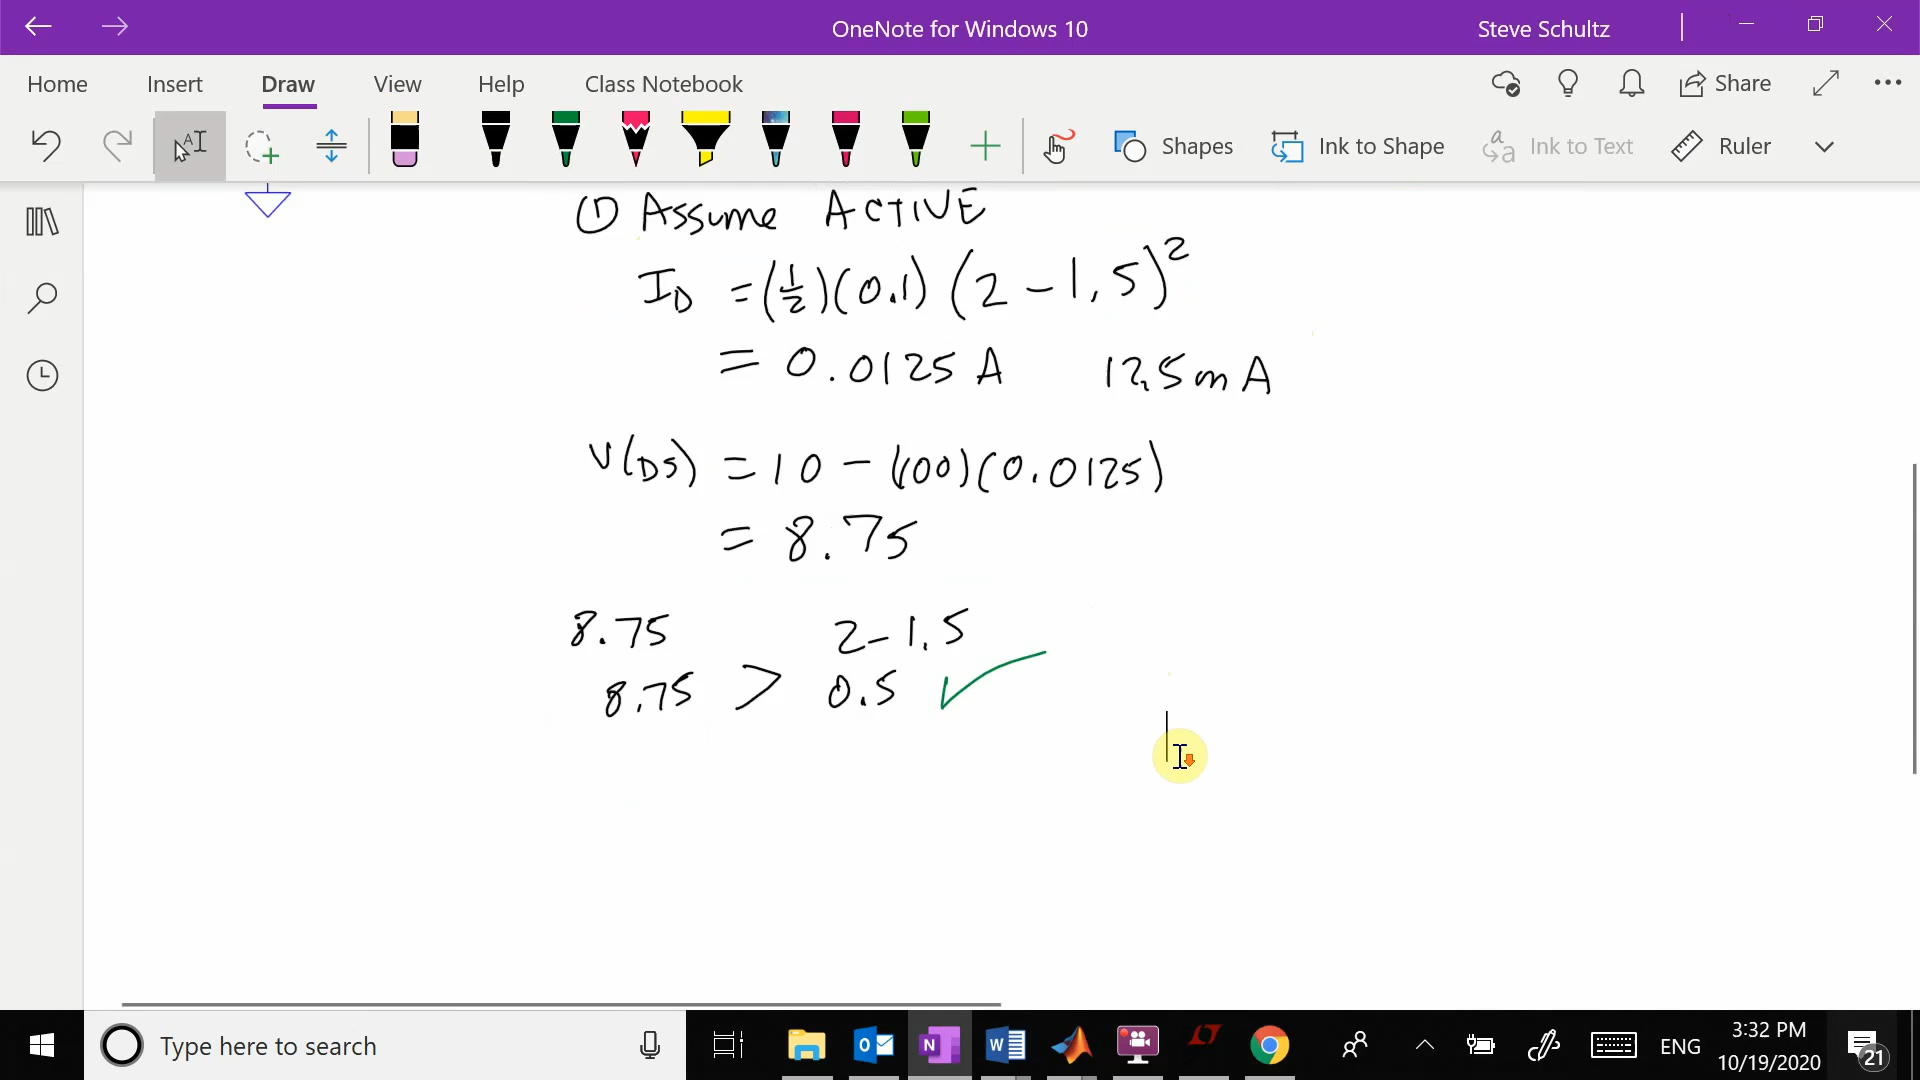 OneNote for Windows 10
Steve Schultz
Home Insert Draw View Help Class Notebook
Share
Shapes Ink to Shape Ink to Text Ruler
① Assume ACTIVE
I_D = (1/2)(0.1)(2-1.5)²
= 0.0125 A 12.5mA
V(DS) = 10 - (100)(0.0125)
= 8.75
8.75 2-1.5
8.75 > 0.5 ✓
Type here to search
ENG
3:32 PM
10/19/2020
21